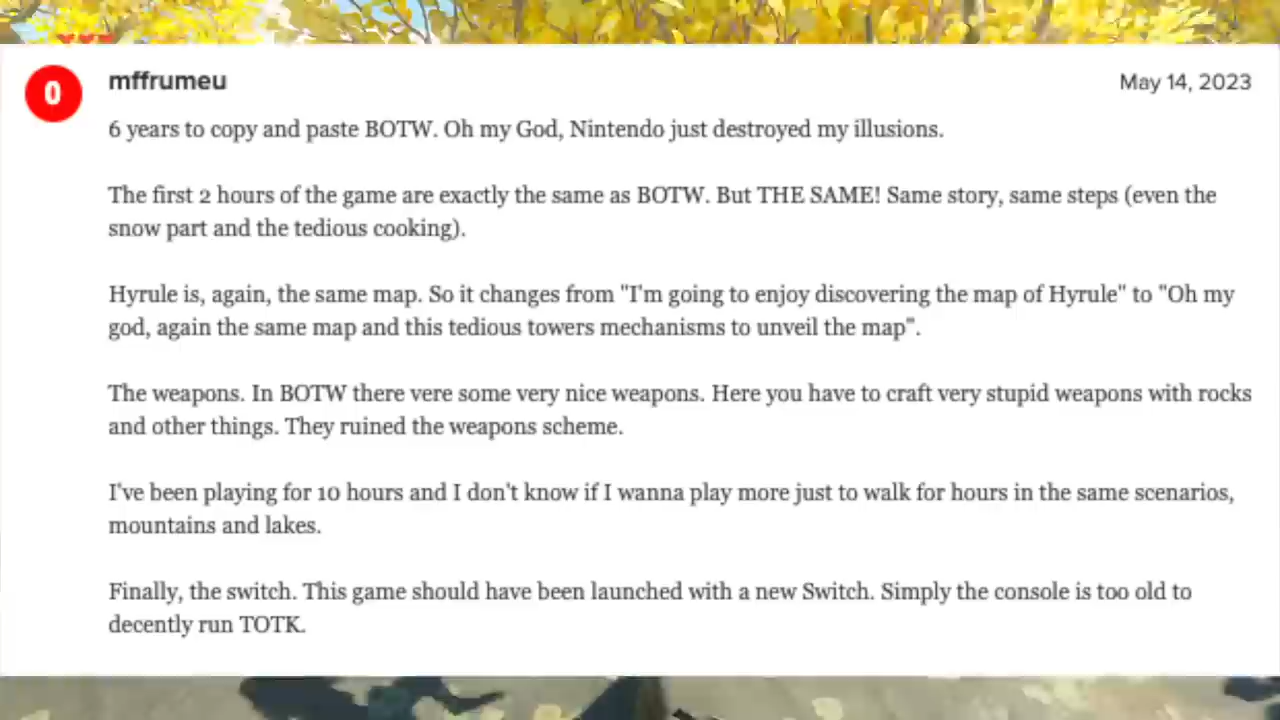 0
mffrumeu
May 14, 2023
6 years to copy and paste BOTW. Oh my God, Nintendo just destroyed my illusions.
The first 2 hours of the game are exactly the same as BOTW. But THE SAME! Same story, same steps (even the
snow part and the tedious cooking).
Hyrule is, again, the same map. So it changes from "I'm going to enjoy discovering the map of Hyrule" to "Oh my
god, again the same map and this tedious towers mechanisms to unveil the map".
The weapons. In BOTW there vere some very nice weapons. Here you have to craft very stupid weapons with rocks
and other things. They ruined the weapons scheme.
I've been playing for 10 hours and I don't know if I wanna play more just to walk for hours in the same scenarios,
mountains and lakes.
Finally, the switch. This game should have been launched with a new Switch. Simply the console is too old to
decently run TOTK.